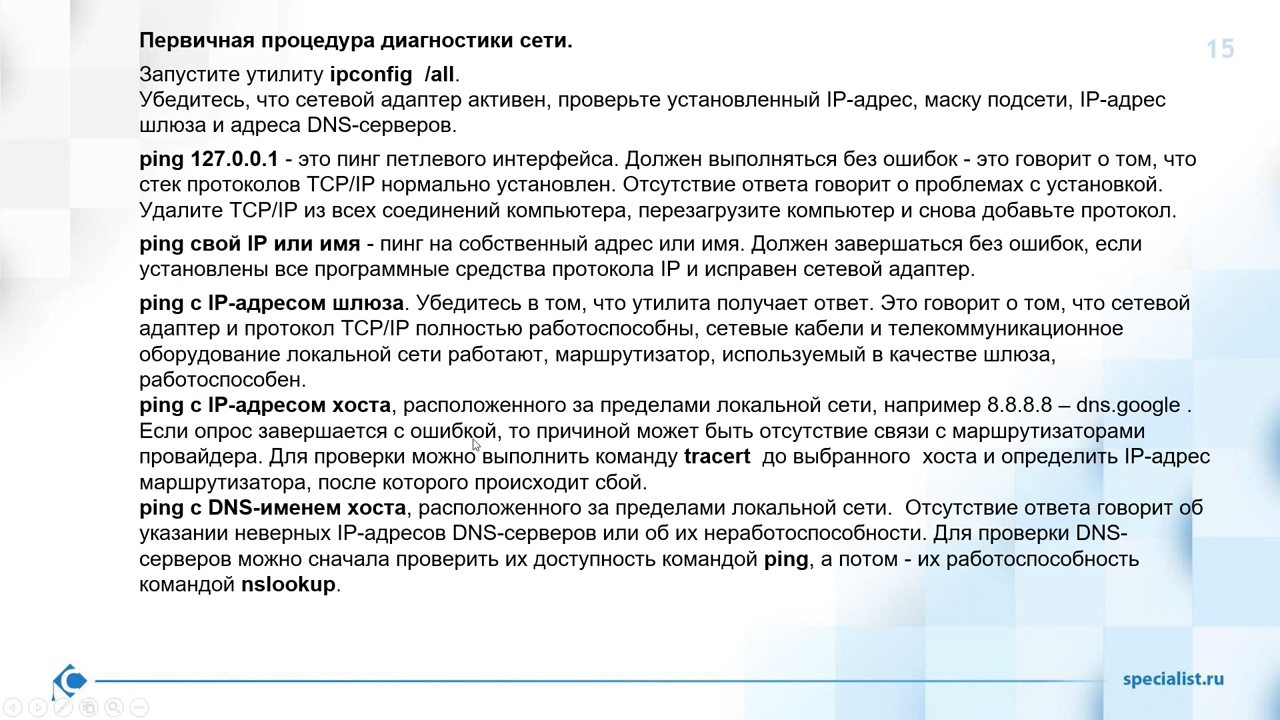 Первичная процедура диагностики сети.
15
Запустите утилиту ipconfig /all.
Убедитесь, что сетевой адаптер активен, проверьте установленный IP-адрес, маску подсети, IP-адрес
шлюза и адреса DNS-серверов.
ping 127.0.0.1 - это пинг петлевого интерфейса. Должен выполняться без ошибок - это говорит о том, что
стек протоколов TCP/IP нормально установлен. Отсутствие ответа говорит о проблемах с установкой.
Удалите TCP/IP из всех соединений компьютера, перезагрузите компьютер и снова добавьте протокол.
ping свой IP или имя - пинг на собственный адрес или имя. Должен завершаться без ошибок, если
установлены все программные средства протокола IP и исправен сетевой адаптер.
ping с IP-адресом шлюза. Убедитесь в том, что утилита получает ответ. Это говорит о том, что сетевой
адаптер и протокол TCP/IP полностью работоспособны, сетевые кабели и телекоммуникационное
оборудование локальной сети работают, маршрутизатор, используемый в качестве шлюза,
работоспособен.
ping с IP-адресом хоста, расположенного за пределами локальной сети, например 8.8.8.8 – dns.google .
Если опрос завершается с ошибкой, то причиной может быть отсутствие связи с маршрутизаторами
провайдера. Для проверки можно выполнить команду tracert до выбранного хоста и определить IP-адрес
маршрутизатора, после которого происходит сбой.
ping с DNS-именем хоста, расположенного за пределами локальной сети. Отсутствие ответа говорит об
указании неверных IP-адресов DNS-серверов или об их неработоспособности. Для проверки DNS-
серверов можно сначала проверить их доступность командой ping, а потом - их работоспособность
командой nslookup.
specialist.ru